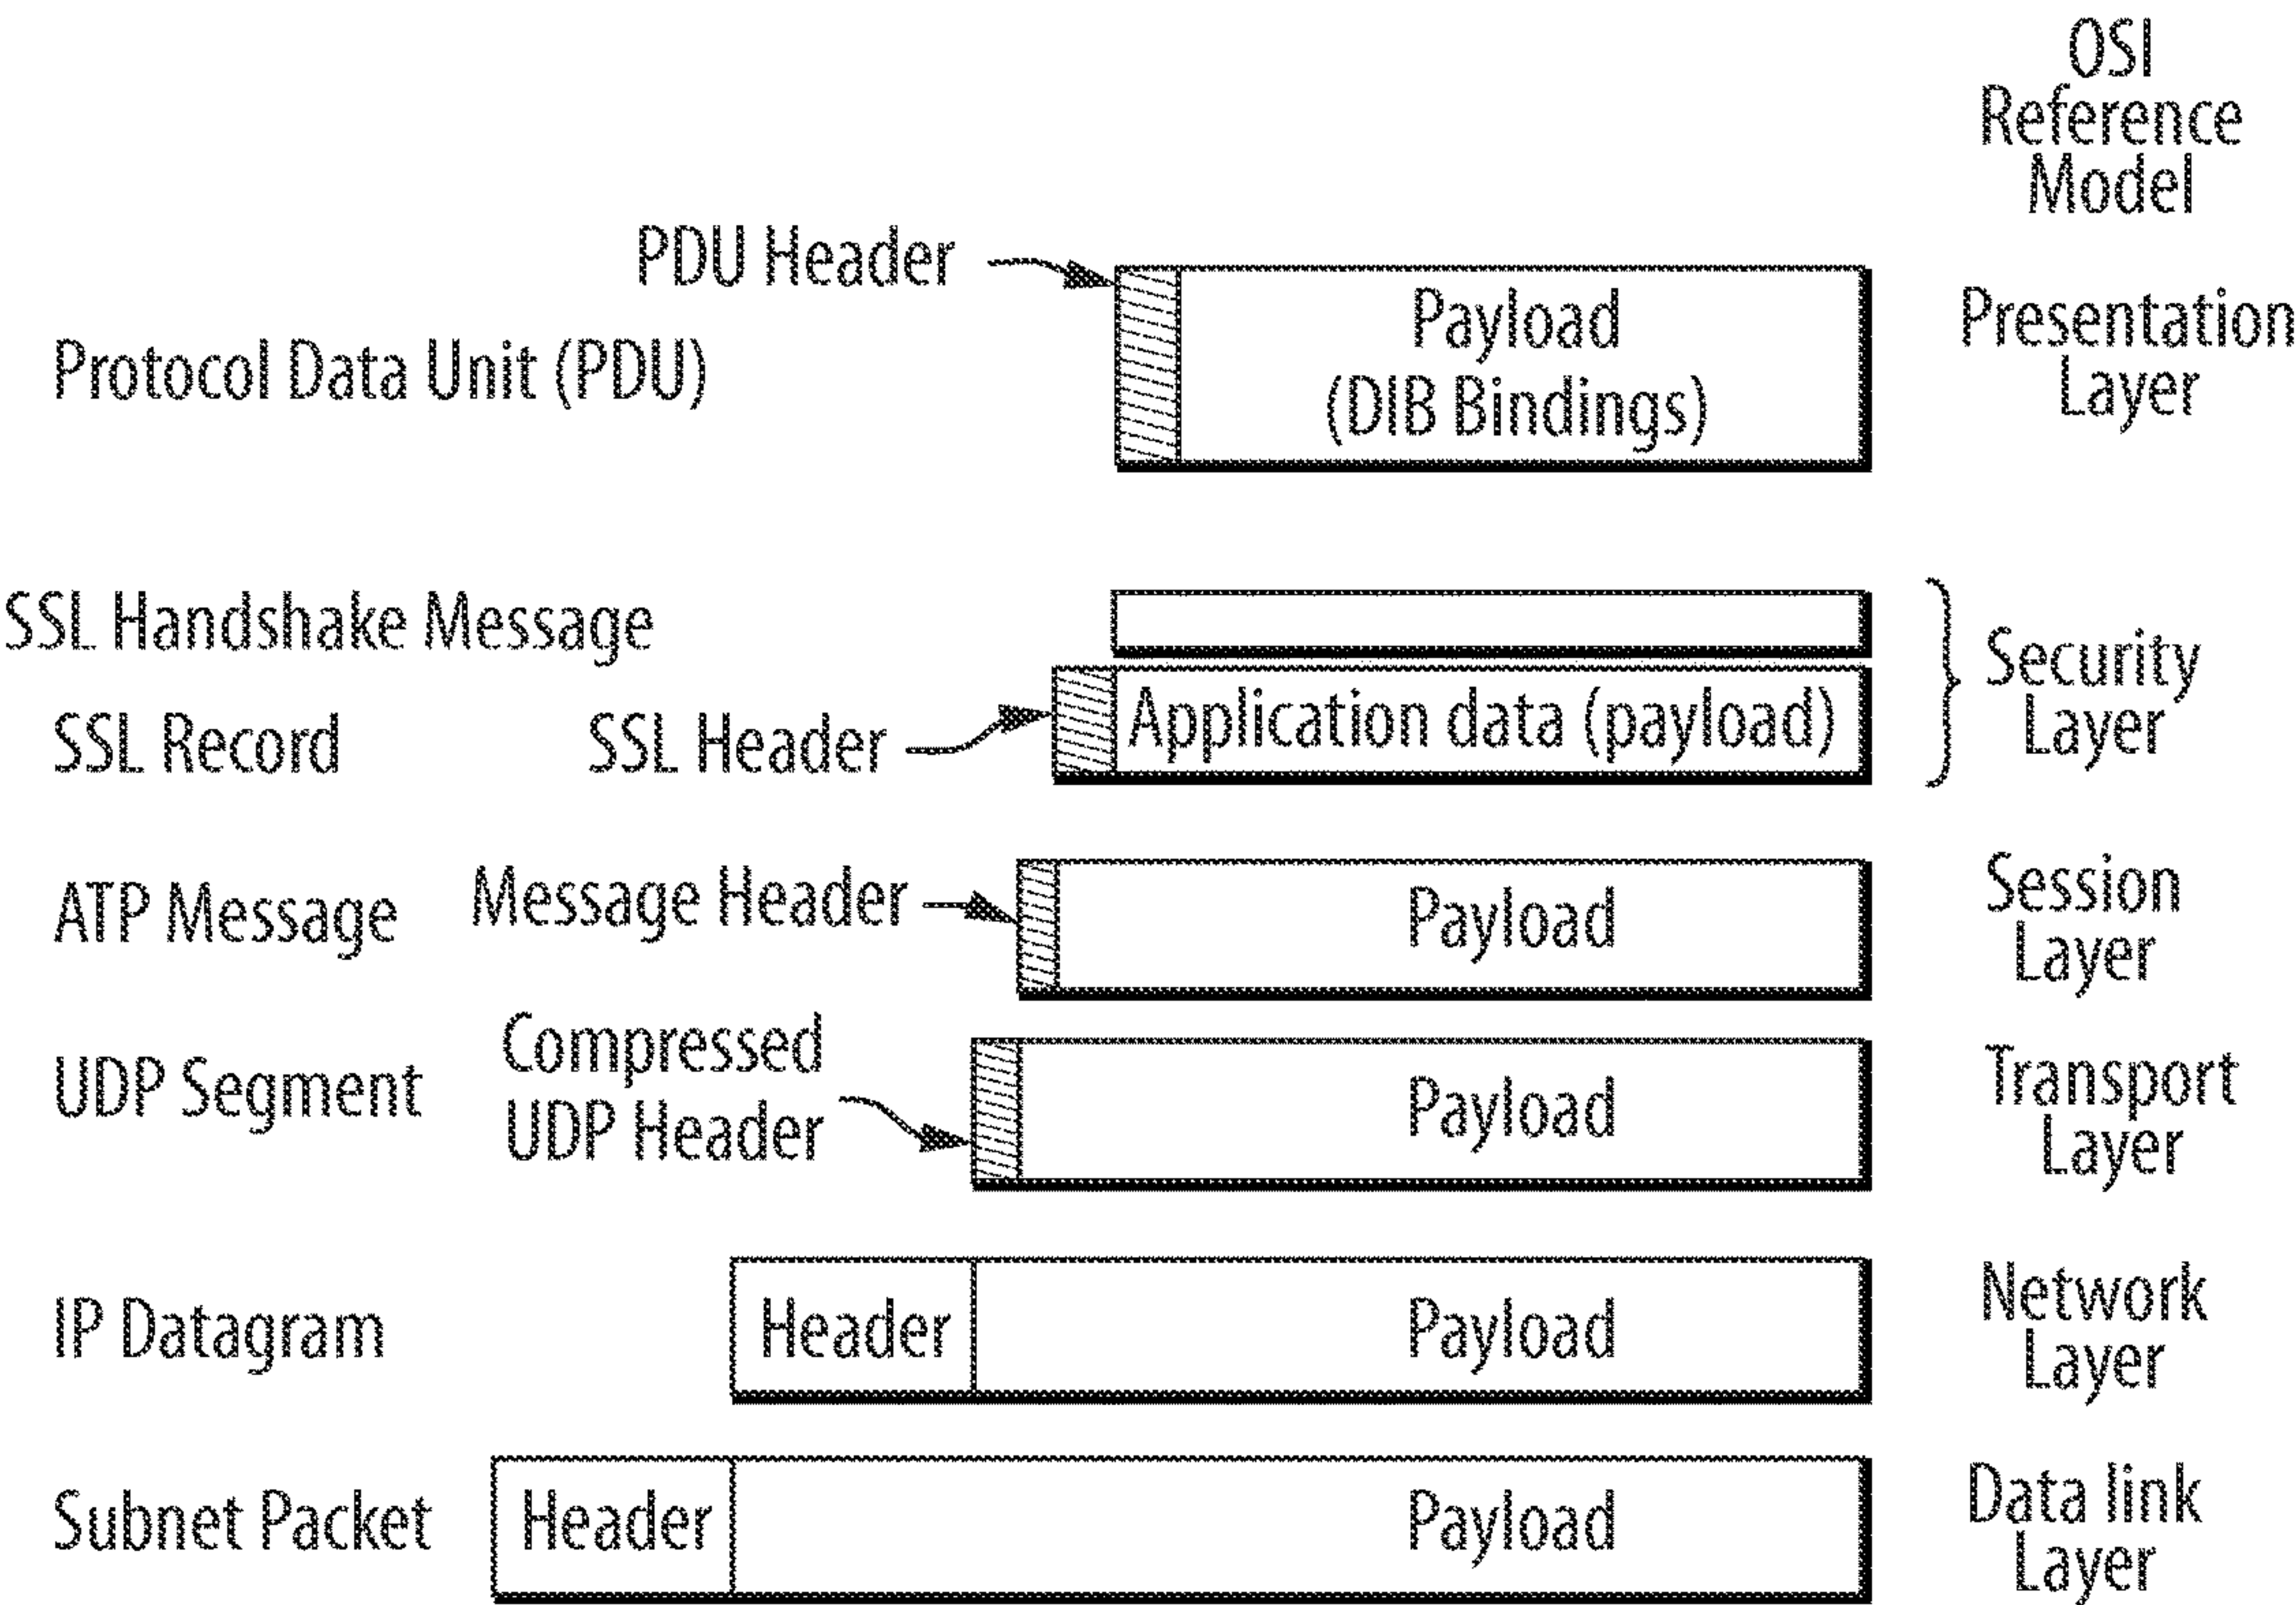 OSI
Reference
Model
PDU Header
Protocol Data Unit (PDU)
Payload
(DIB Bindings)
Presentation
Layer
SSL Handshake Message
SSL Record
SSL Header
Application data (payload)
Security
Layer
ATP Message
Message Header
Payload
Session
Layer
UDP Segment
Compressed
UDP Header
Payload
Transport
Layer
IP Datagram
Header
Payload
Network
Layer
Subnet Packet
Header
Payload
Data link
Layer